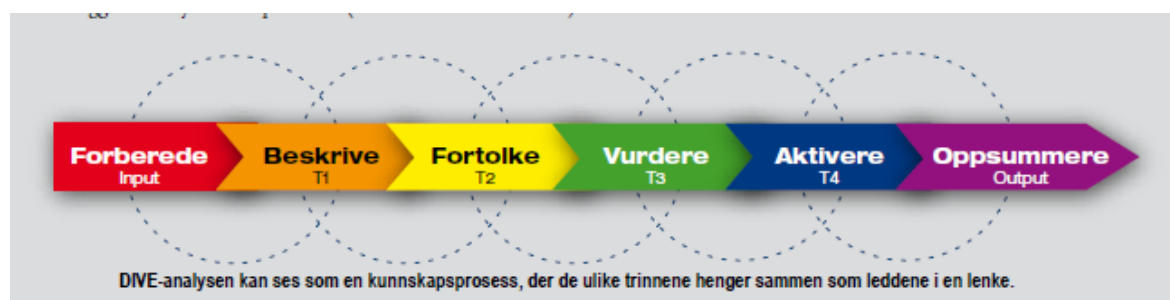 Forberede Beskrive Fortolke Vurdere Aktivere Oppsummere
Input T1 T2 T3 T4 Output
DIVE-analysen kan ses som en kunnskapsprosess, der de ulike trinnene henger sammen som leddene i en lenke.